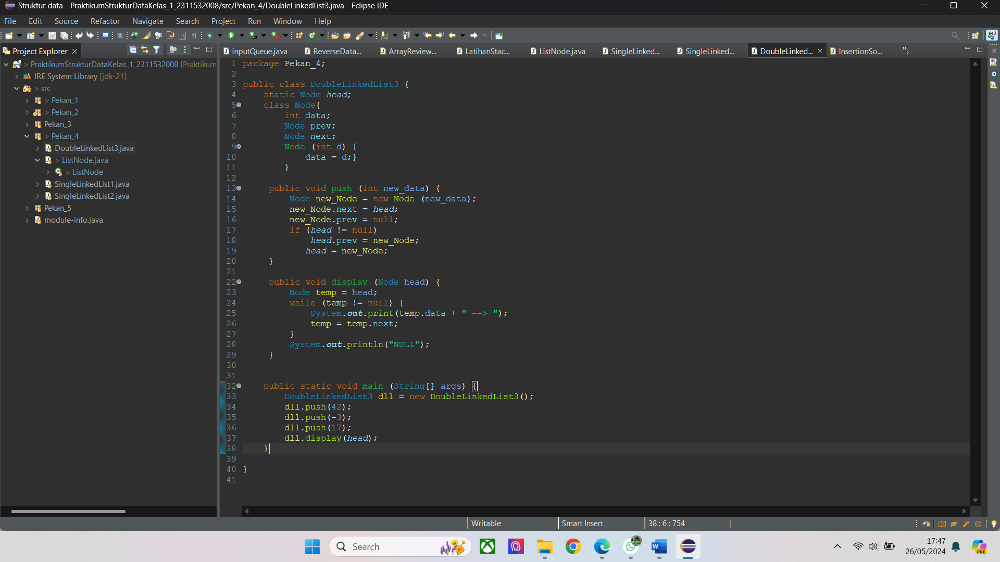 Struktur data - PraktikumStrukturDataKelas_1_2311532008/src/Pekan_4/DoubleLinkedList3.java - Eclipse IDE
File Edit Source Refactor Navigate Search Project Run Window Help
Project Explorer
inputQueue.java ReverseData... ArrayReview... LatihanStac... ListNode.java SingleLinked... SingleLinked... DoubleLinked... InsertionSo... »5
> PraktikumStrukturDataKelas_1_2311532008 [Praktikum
JRE System Library [jdk-21]
> src
> Pekan_1
> Pekan_2
Pekan_3
> Pekan_4
DoubleLinkedList3.java
> ListNode.java
> ListNode
SingleLinkedList1.java
SingleLinkedList2.java
Pekan_5
module-info.java
1 package Pekan_4;
2
3 public class DoubleLinkedList3 {
4 static Node head;
5 class Node{
6 int data;
7 Node prev;
8 Node next;
9 Node (int d) {
10 data = d;}
11 }
12
13 public void push (int new_data) {
14 Node new_Node = new Node (new_data);
15 new_Node.next = head;
16 new_Node.prev = null;
17 if (head != null)
18 head.prev = new_Node;
19 head = new_Node;
20 }
21
22 public void display (Node head) {
23 Node temp = head;
24 while (temp != null) {
25 System.out.print(temp.data + " --> ");
26 temp = temp.next;
27 }
28 System.out.println("NULL");
29 }
30
31
32 public static void main (String[] args) {
33 DoubleLinkedList3 dll = new DoubleLinkedList3();
34 dll.push(42);
35 dll.push(-3);
36 dll.push(17);
37 dll.display(head);
38 }
39
40 }
41
Writable Smart Insert 38 : 6 : 754
Search
17:47
26/05/2024
PRE